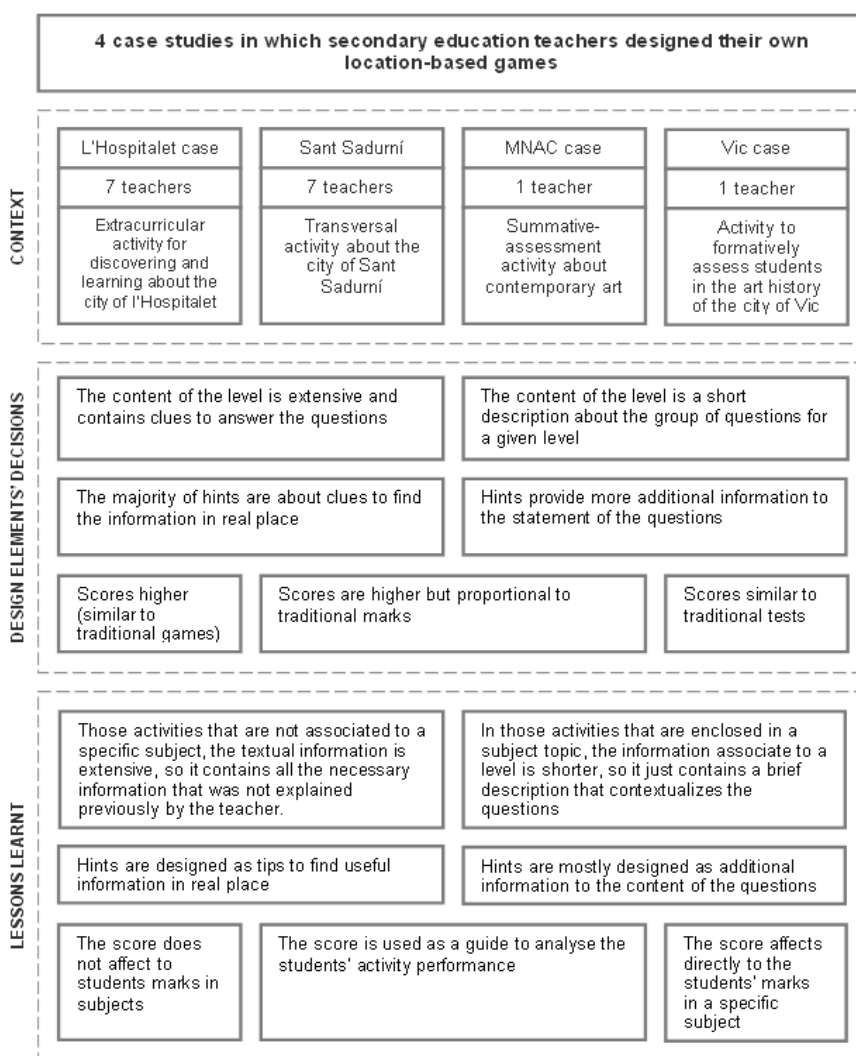 4 case studies in which secondary education teachers designed their own
location-based games
CONTEXT
L'Hospitalet case
7 teachers
Extracurricular
activity for
discovering and
learning about the
city of l'Hospitalet
Sant Sadurní
7 teachers
Transversal
activity about the
city of Sant
Sadurní
MNAC case
1 teacher
Summative-
assessment
activity about
contemporary art
Vic case
1 teacher
Activity to
formatively
assess students
in the art history
of the city of Vic
DESIGN ELEMENTS' DECISIONS
The content of the level is extensive and
contains clues to answer the questions
The content of the level is a short
description about the group of questions for
a given level
The majority of hints are about clues to find
the information in real place
Hints provide more additional information to
the statement of the questions
Scores higher
(similar to
traditional games)
Scores are higher but proportional to
traditional marks
Scores similar to
traditional tests
LESSONS LEARNT
Those activities that are not associated to a
specific subject, the textual information is
extensive, so it contains all the necessary
information that was not explained
previously by the teacher.
In those activities that are enclosed in a
subject topic, the information associate to a
level is shorter, so it just contains a brief
description that contextualizes the
questions
Hints are designed as tips to find useful
information in real place
Hints are mostly designed as additional
information to the content of the questions
The score does
not affect to
students marks in
subjects
The score is used as a guide to analyse the
students' activity performance
The score affects
directly to the
students' marks
in a specific
subject